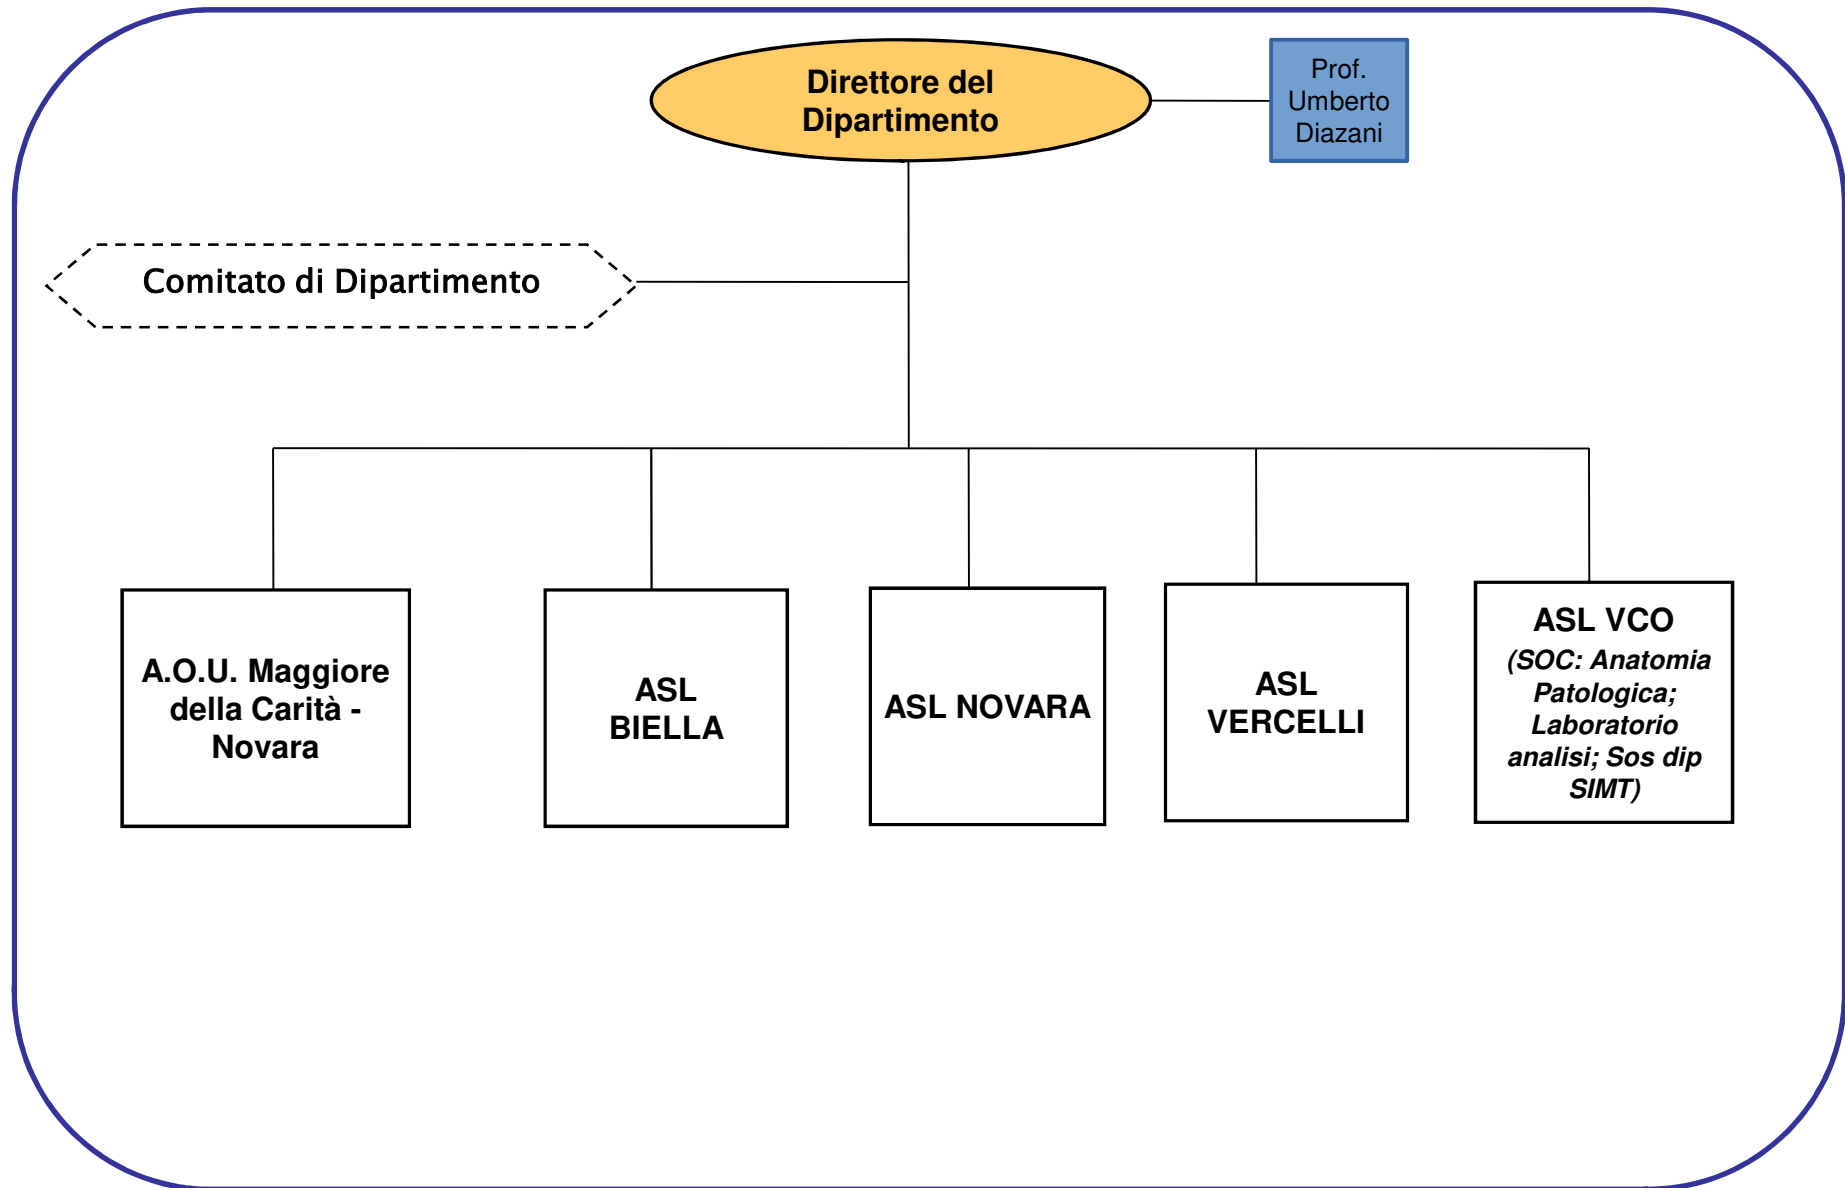 Direttore del
Dipartimento
Prof.
Umberto
Diazani
Comitato di Dipartimento
A.O.U. Maggiore
della Carità -
Novara
ASL
BIELLA
ASL NOVARA
ASL
VERCELLI
ASL VCO
(SOC: Anatomia
Patologica;
Laboratorio
analisi; Sos dip
SIMT)